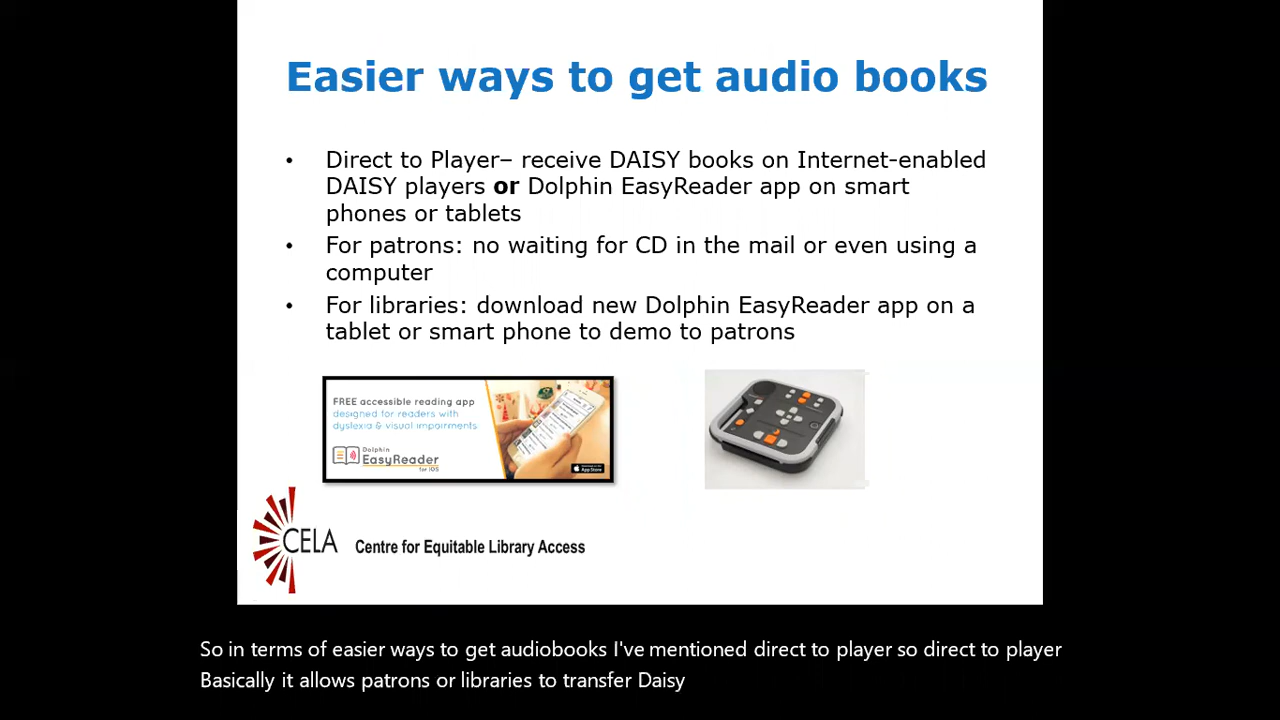 Easier ways to get audio books
• Direct to Player– receive DAISY books on Internet-enabled
DAISY players or Dolphin EasyReader app on smart
phones or tablets
• For patrons: no waiting for CD in the mail or even using a
computer
• For libraries: download new Dolphin EasyReader app on a
tablet or smart phone to demo to patrons
FREE accessible reading app
designed for readers with
dyslexia & visual impairments
Dolphin
EasyReader
for iOS
App Store
CELA Centre for Equitable Library Access
So in terms of easier ways to get audiobooks I've mentioned direct to player so direct to player
Basically it allows patrons or libraries to transfer Daisy